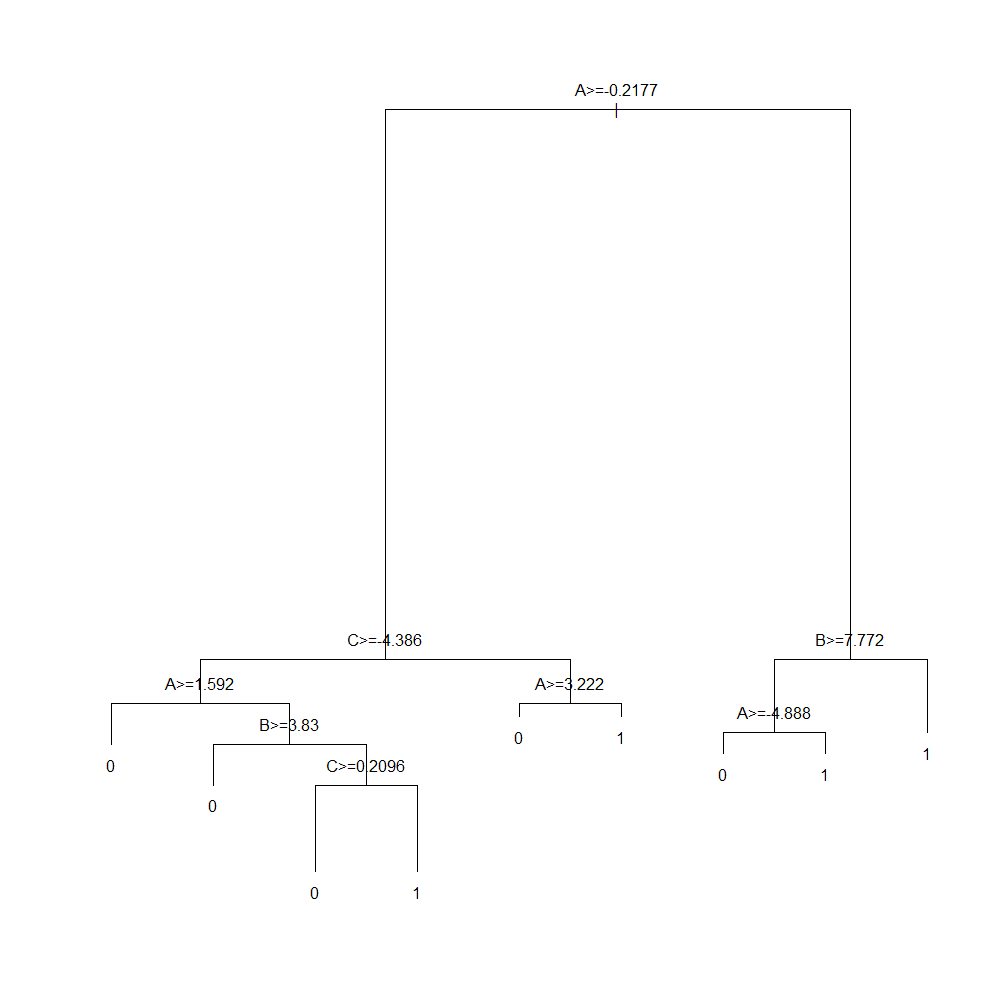 A>=-0.2177
C>=-4.386
B>=7.772
A>=1.592
A>=3.222
A>=-4.888
B>=3.83
0
1
1
0
C>=0.2096
0
1
0
0
1